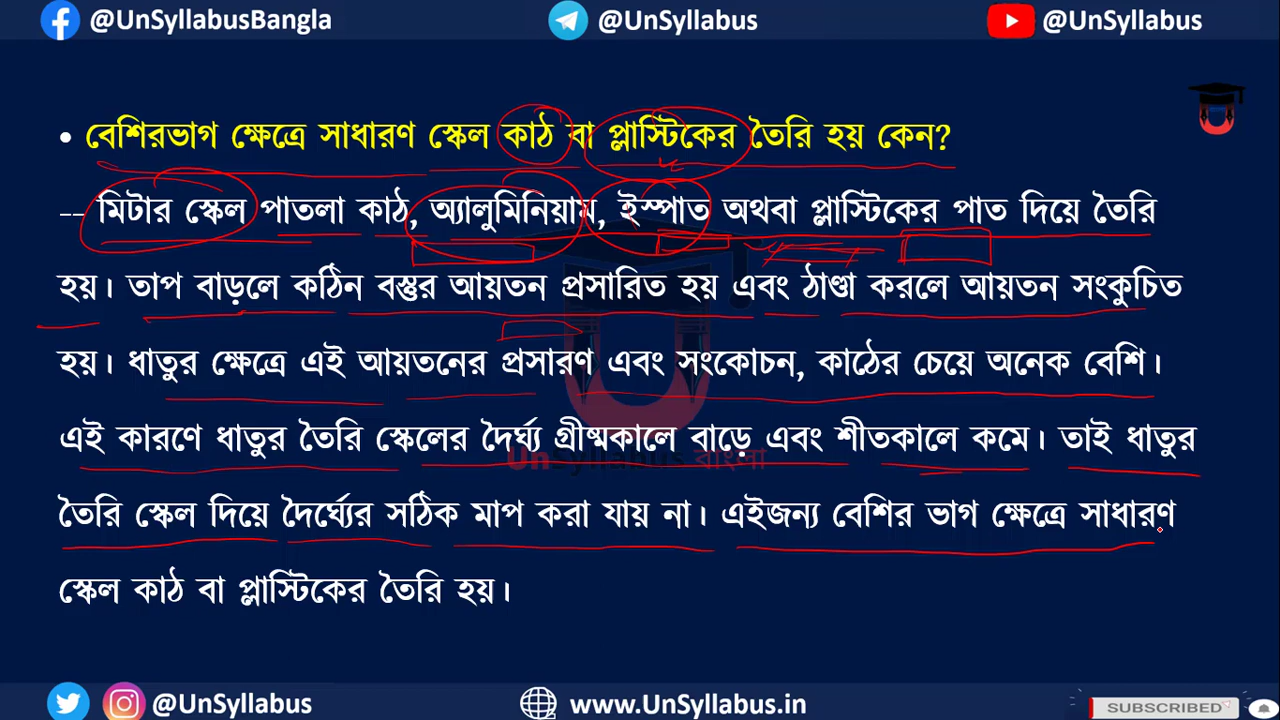 @UnSyllabusBangla @UnSyllabus @UnSyllabus
• বেশিরভাগ ক্ষেত্রে সাধারণ স্কেল কাঠ বা প্লাস্টিকের তৈরি হয় কেন?
-- মিটার স্কেল পাতলা কাঠ, অ্যালুমিনিয়াম, ইস্পাত অথবা প্লাস্টিকের পাত দিয়ে তৈরি
হয়। তাপ বাড়লে কঠিন বস্তুর আয়তন প্রসারিত হয় এবং ঠাণ্ডা করলে আয়তন সংকুচিত
হয়। ধাতুর ক্ষেত্রে এই আয়তনের প্রসারণ এবং সংকোচন, কাঠের চেয়ে অনেক বেশি।
এই কারণে ধাতুর তৈরি স্কেলের দৈর্ঘ্য গ্রীষ্মকালে বাড়ে এবং শীতকালে কমে। তাই ধাতুর
UnSyllabus বাংলা
তৈরি স্কেল দিয়ে দৈর্ঘ্যের সঠিক মাপ করা যায় না। এইজন্য বেশির ভাগ ক্ষেত্রে সাধারণ
স্কেল কাঠ বা প্লাস্টিকের তৈরি হয়।
@UnSyllabus www.UnSyllabus.in SUBSCRIBED